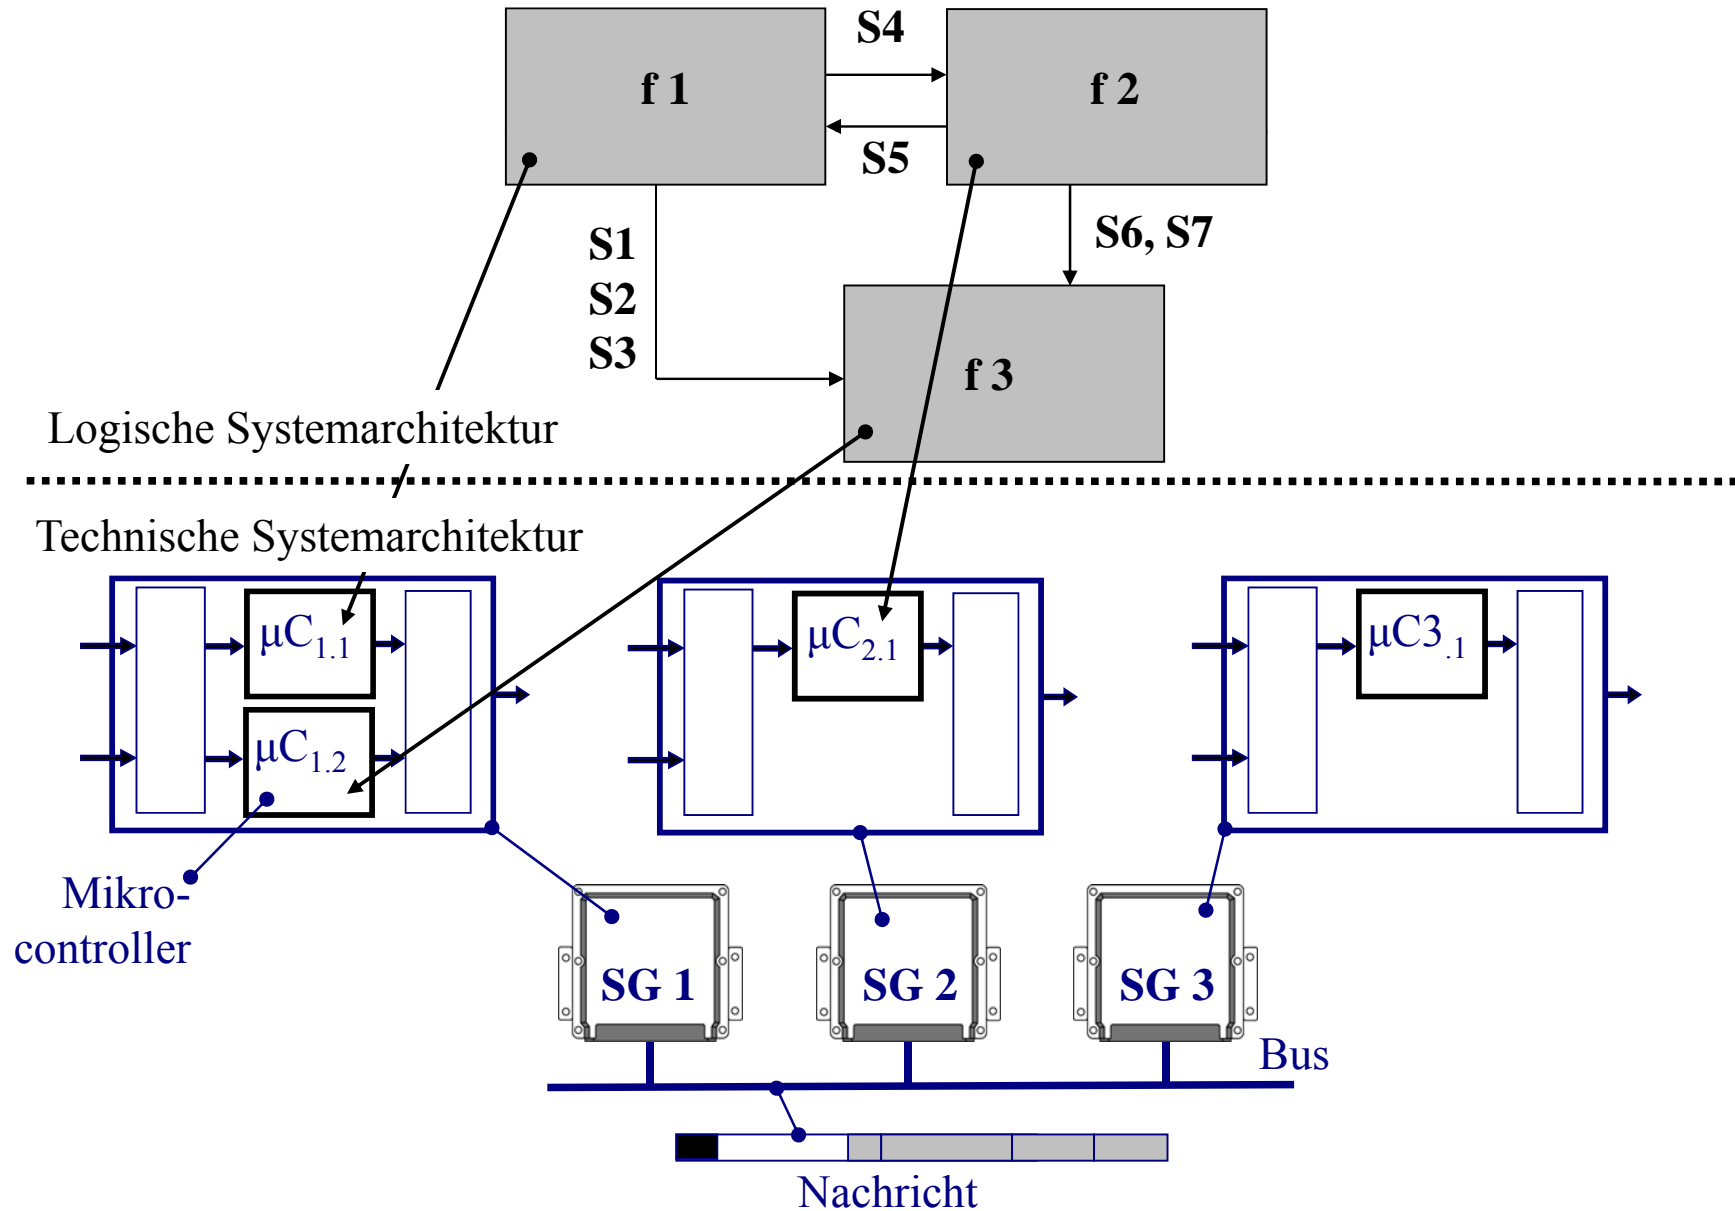 S4
f 1
f 2
S5
S1
S6, S7
S2
S3
f 3
Logische Systemarchitektur
Technische Systemarchitektur
μC1.1
μC2.1
μC3.1
μC1.2
Mikro-
controller
SG 1
SG 2
SG 3
Bus
Nachricht